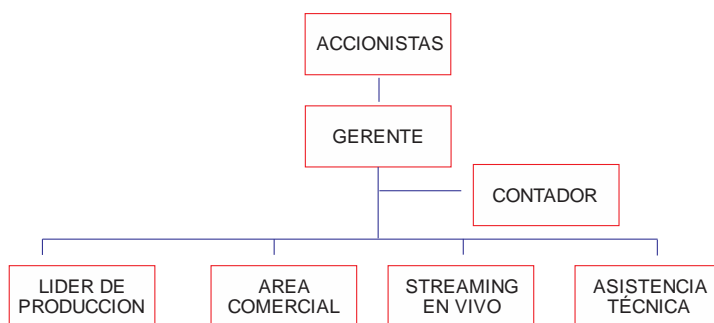 ACCIONISTAS
GERENTE
CONTADOR
LIDER DE
PRODUCCION
AREA
COMERCIAL
STREAMING
EN VIVO
ASISTENCIA
TÉCNICA